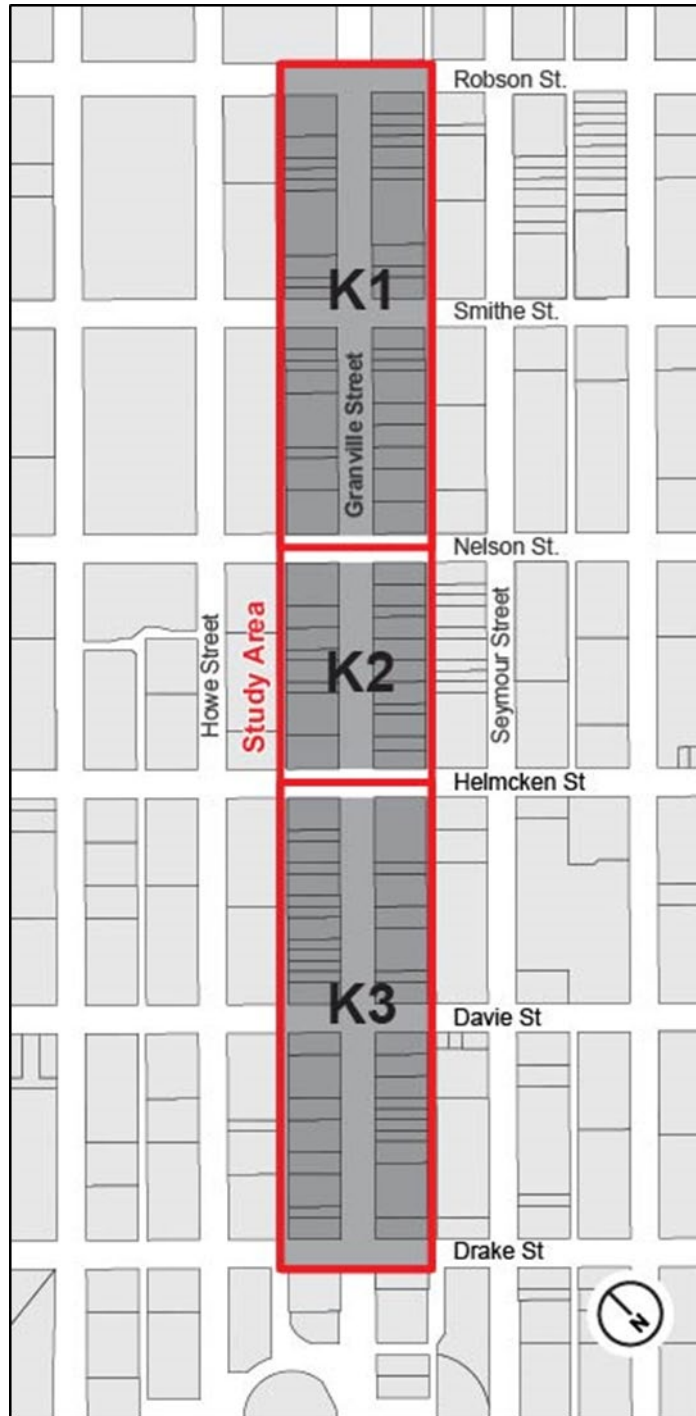 Robson St.
K1
Smithe St.
Granville Street
Nelson St.
Howe Street
Study Area
K2
Seymour Street
Helmcken St
K3
Davie St
Drake St
N